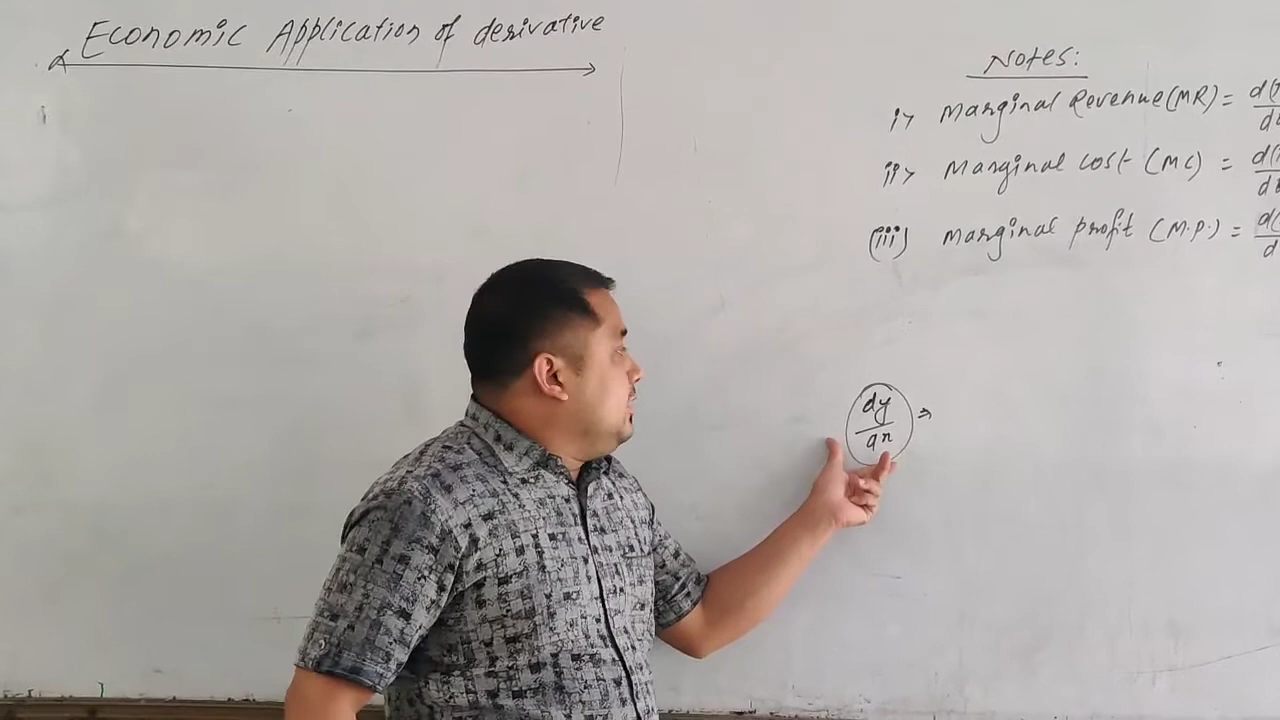 Economic Application of derivative
Notes:
i> Marginal Revenue(MR) =
ii> Marginal cost (MC) =
(iii) Marginal profit (M.P.) =
dy
dx